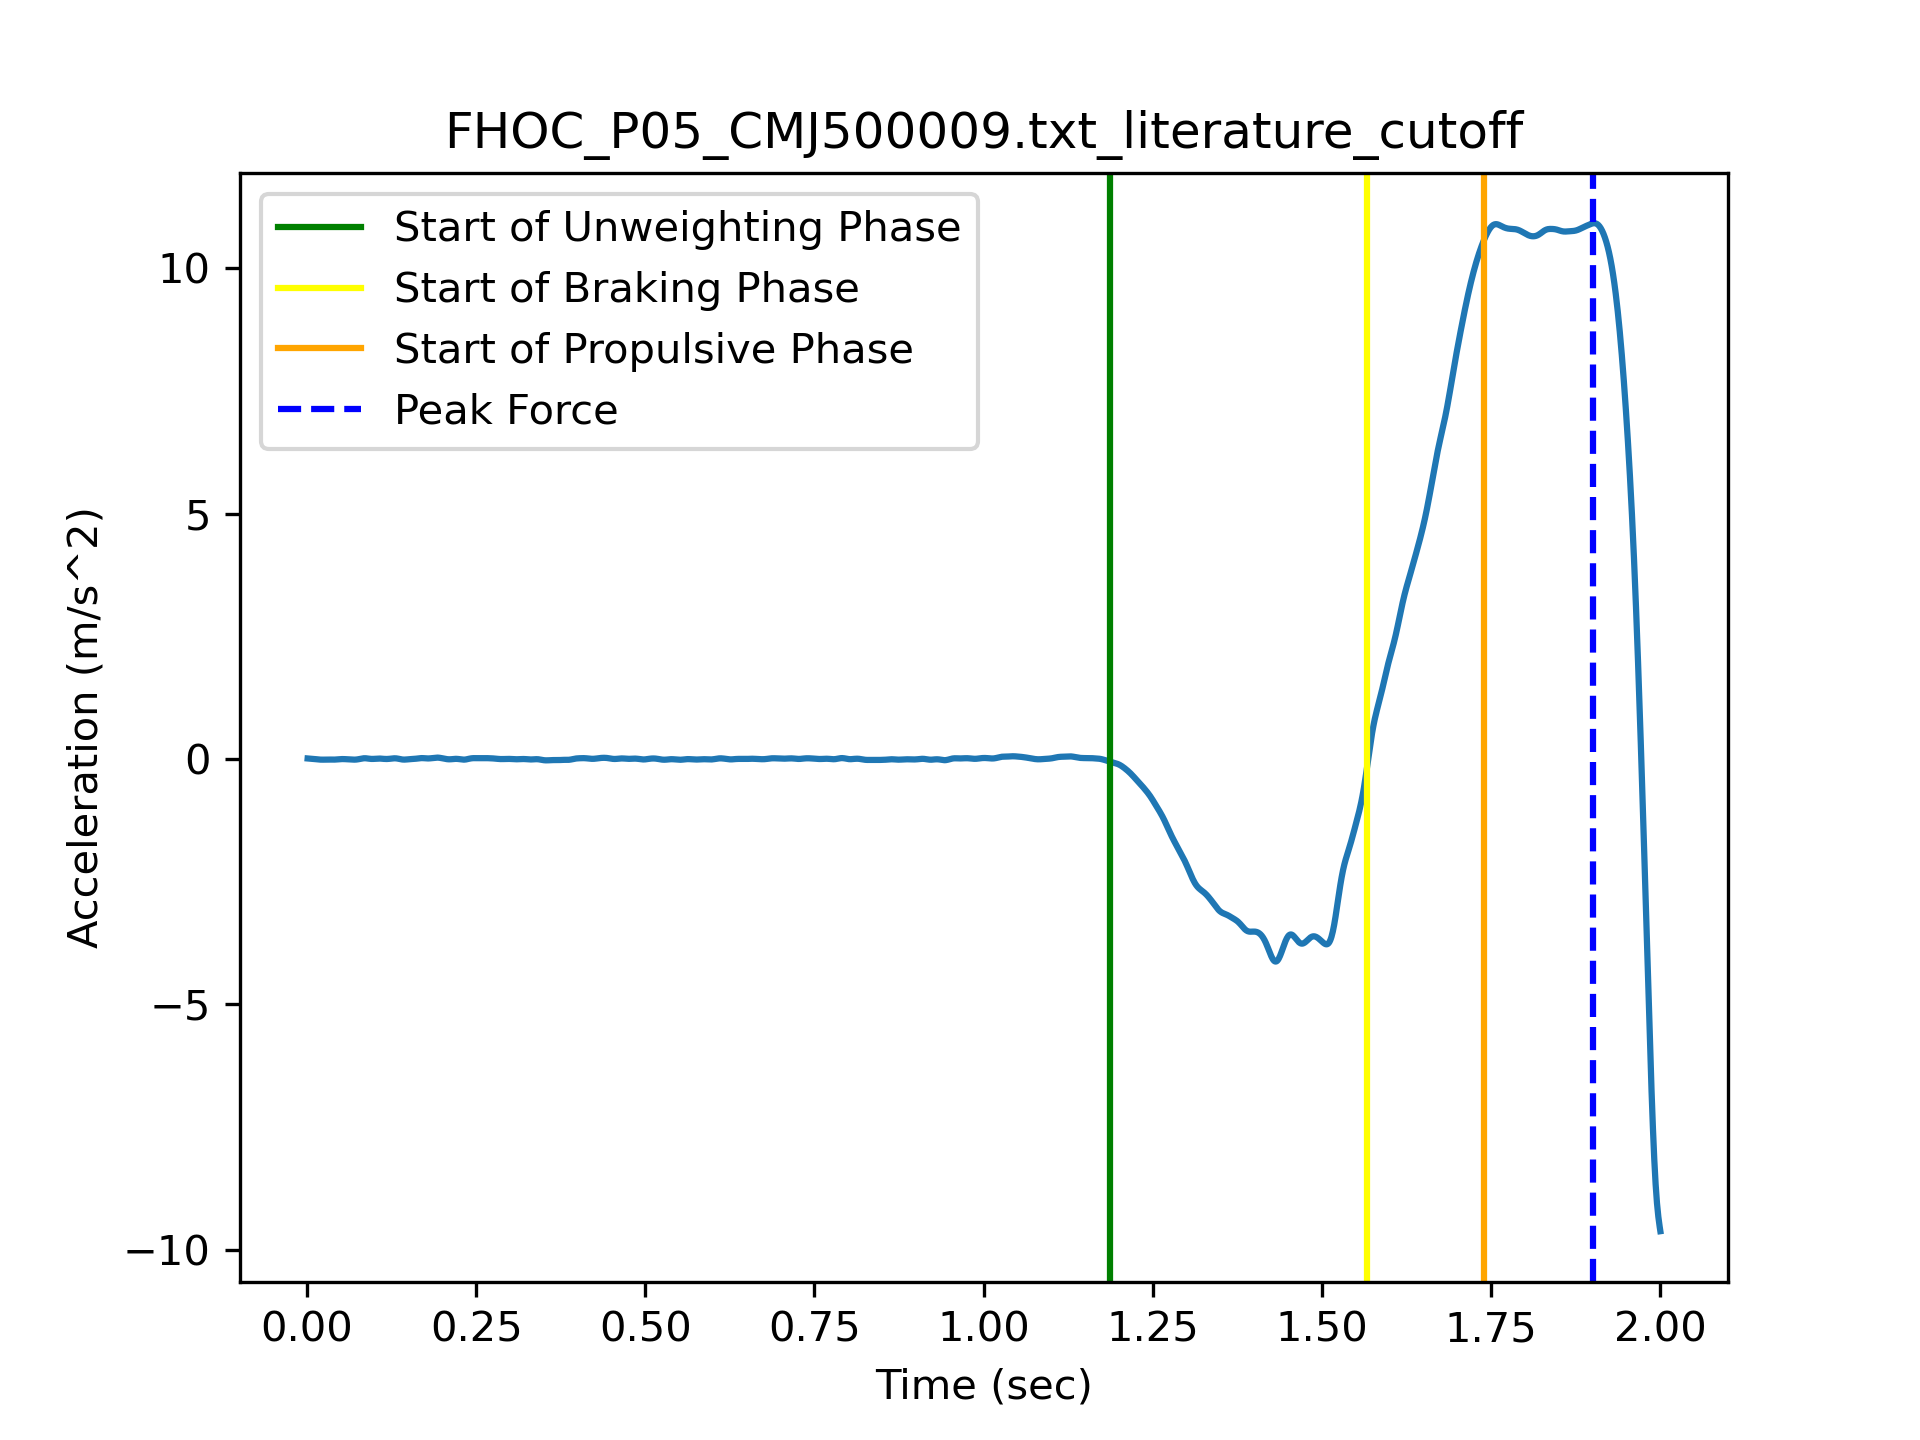 FHOC_P05_CMJ500009.txt_literature_cutoff
Start of Unweighting Phase
Start of Braking Phase
Start of Propulsive Phase
Peak Force
10
5
0
−5
−10
Acceleration (m/s^2)
0.00 0.25 0.50 0.75 1.00 1.25 1.50 1.75 2.00
Time (sec)